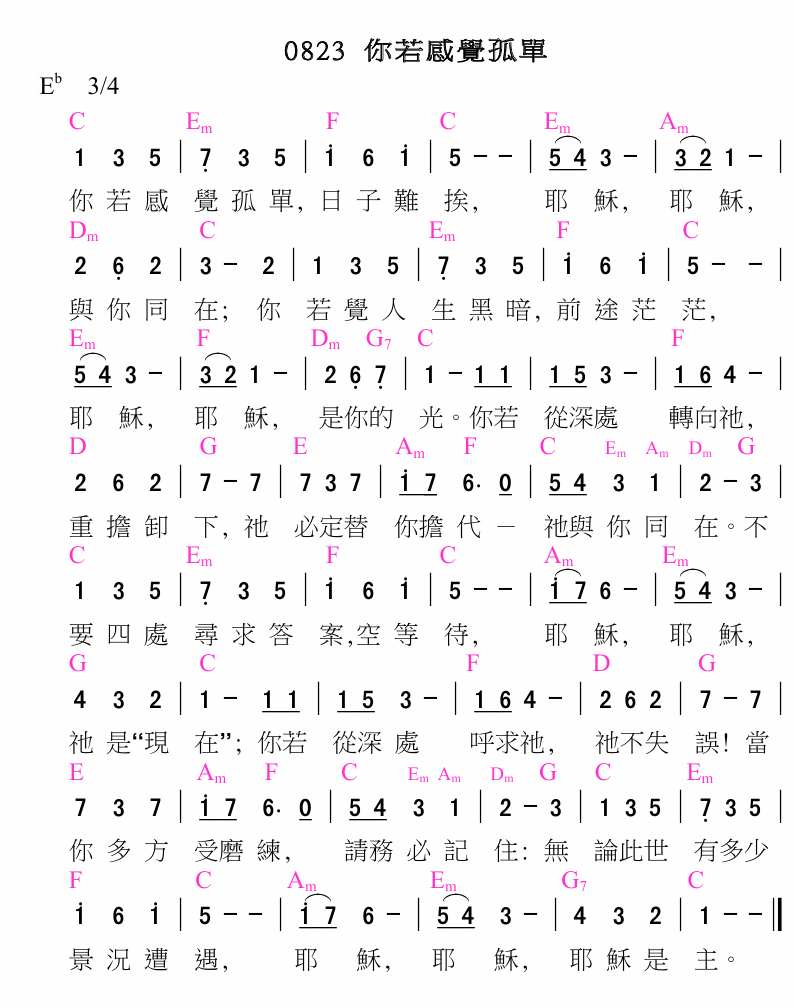 0823 你若感覺孤單
E♭ 3/4
C Em F C Em Am
1 3 5 | 7̣ 3 5 | i 6 i | 5 - - | 5 4 3 - | 3 2 1 - |
你 若 感 覺 孤 單, 日 子 難 挨, 耶 穌, 耶 穌,
Dm C Em F C
2 6̣ 2 | 3 - 2 | 1 3 5 | 7̣ 3 5 | i 6 i | 5 - - |
與 你 同 在; 你 若 覺 人 生 黑 暗, 前 途 茫 茫,
Em F Dm G7 C F
5 4 3 - | 3 2 1 - | 2 6̣ 7̣ | 1 - 1 1 | 1 5 3 - | 1 6 4 - |
耶 穌, 耶 穌, 是你的 光。你若 從深處 轉向祂,
D G E Am F C Em Am Dm G
2 6 2 | 7 - 7 | 7 3 7 | i 7 6. 0 | 5 4 3 1 | 2 - 3 |
重 擔 卸 下, 祂 必定替 你擔 代 － 祂與 你 同 在。不
C Em F C Am Em
1 3 5 | 7̣ 3 5 | i 6 i | 5 - - | i 7 6 - | 5 4 3 - |
要 四 處 尋 求 答 案,空 等 待, 耶 穌, 耶 穌,
G C F D G
4 3 2 | 1 - 1 1 | 1 5 3 - | 1 6 4 - | 2 6 2 | 7 - 7 |
祂 是“現 在”; 你若 從深 處 呼求祂, 祂不失 誤! 當
E Am F C Em Am Dm G C Em
7 3 7 | i 7 6. 0 | 5 4 3 1 | 2 - 3 | 1 3 5 | 7̣ 3 5 |
你 多 方 受磨 練, 請務 必 記 住: 無 論此世 有多少
F C Am Em G7 C
i 6 i | 5 - - | i 7 6 - | 5 4 3 - | 4 3 2 | 1 - - ‖
景 況 遭 遇, 耶 穌, 耶 穌, 耶 穌 是 主。